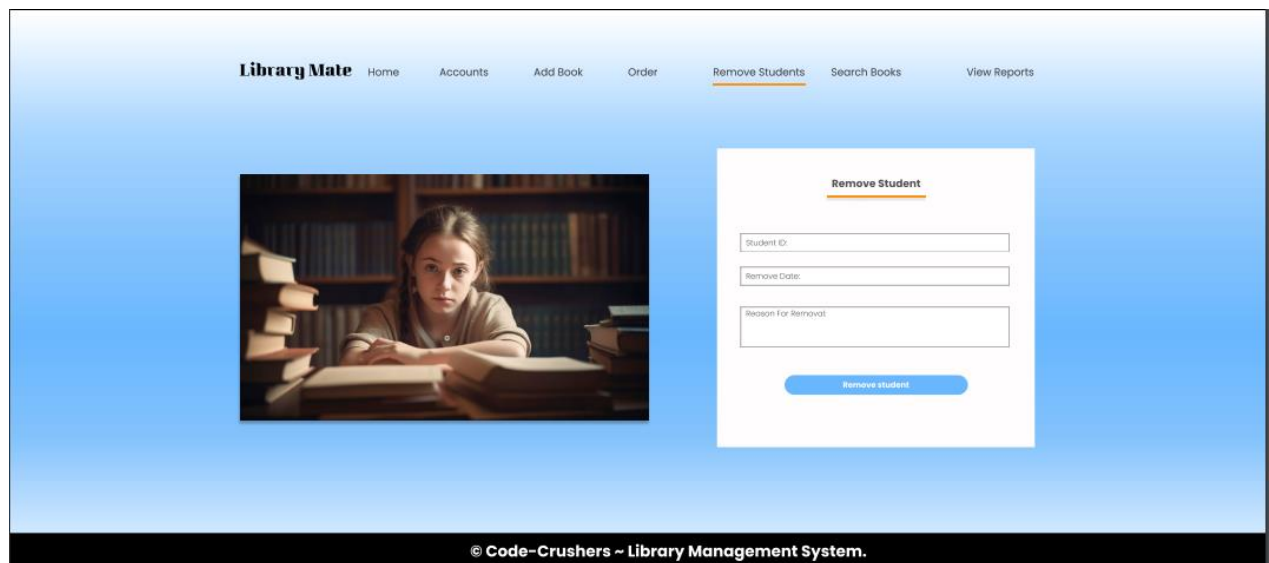 Library Mate Home Accounts Add Book Order Remove Students Search Books View Reports
Remove Student
Student ID:
Remove Date:
Reason For Removal:
Remove student
© Code-Crushers ~ Library Management System.